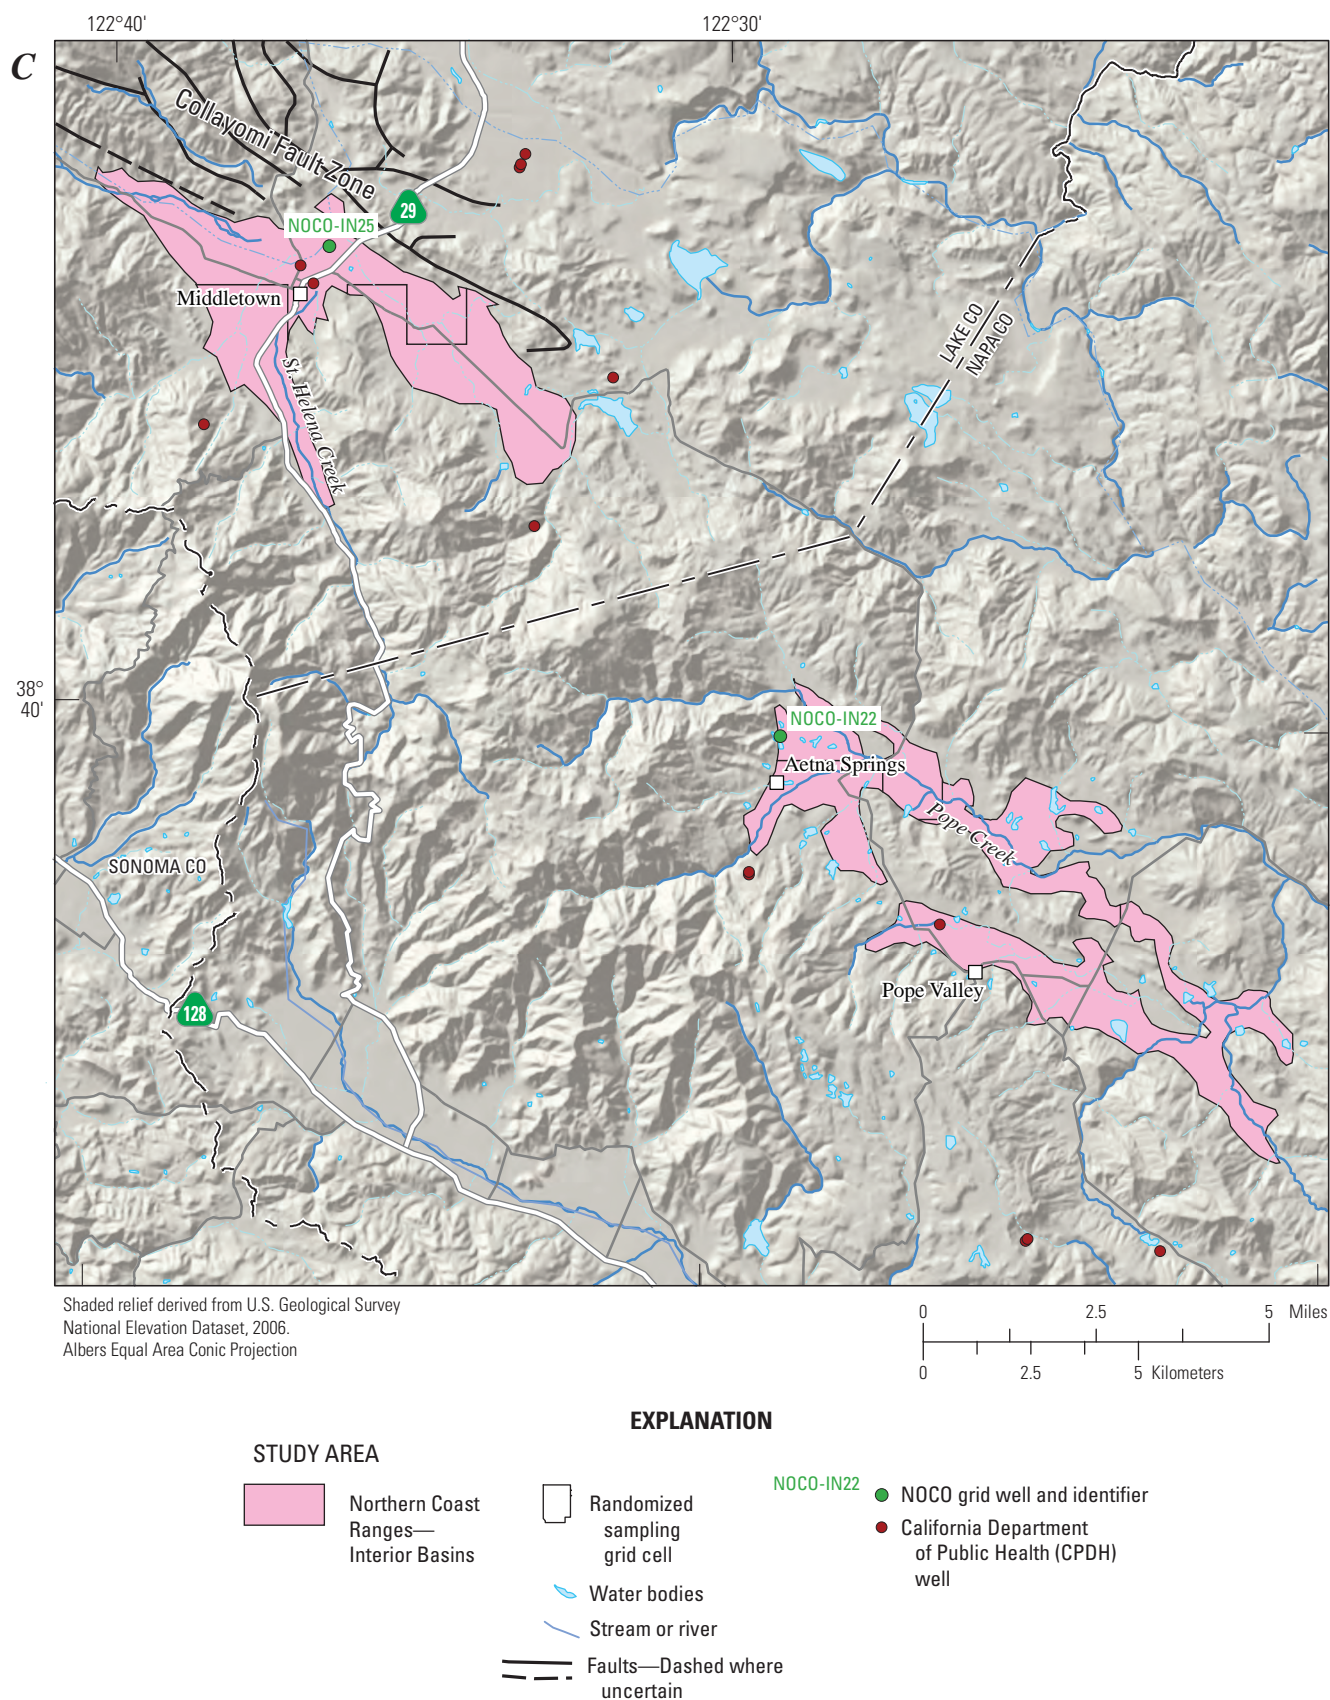 122°40'
122°30'
C
Collayomi Fault Zone
29
NOCO-IN25
Middletown
St. Helena Creek
LAKE CO
NAPA CO
38°
40'
NOCO-IN22
Aetna Springs
Pope Creek
SONOMA CO
Pope Valley
128
Shaded relief derived from U.S. Geological Survey
National Elevation Dataset, 2006.
Albers Equal Area Conic Projection
0 2.5 5 Miles
0 2.5 5 Kilometers
EXPLANATION
STUDY AREA
Northern Coast
Ranges—
Interior Basins
Randomized
sampling
grid cell
Water bodies
Stream or river
Faults—Dashed where
uncertain
NOCO-IN22
NOCO grid well and identifier
California Department
of Public Health (CPDH)
well